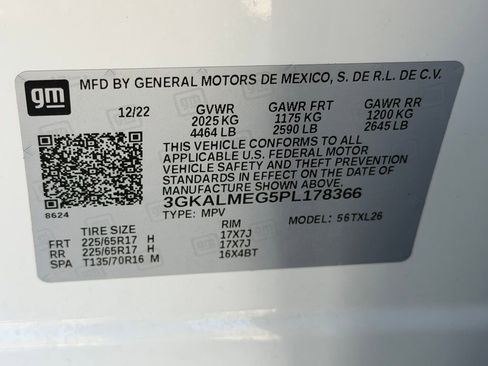 gm
MFD BY GENERAL MOTORS DE MEXICO, S. DE R.L. DE C.V.
12/22 GVWR GAWR FRT GAWR RR
2025 KG 1175 KG 1200 KG
4464 LB 2590 LB 2645 LB
THIS VEHICLE CONFORMS TO ALL
APPLICABLE U.S. FEDERAL MOTOR
VEHICLE SAFETY AND THEFT PREVENTION
STANDARDS IN EFFECT ON THE DATE OF
MANUFACTURE SHOWN ABOVE.
3GKALMEG5PL178366
8624
TYPE: MPV MODEL: 56TXL26
TIRE SIZE RIM
FRT 225/65R17 H 17X7J
RR 225/65R17 H 17X7J
SPA T135/70R16 M 16X4BT